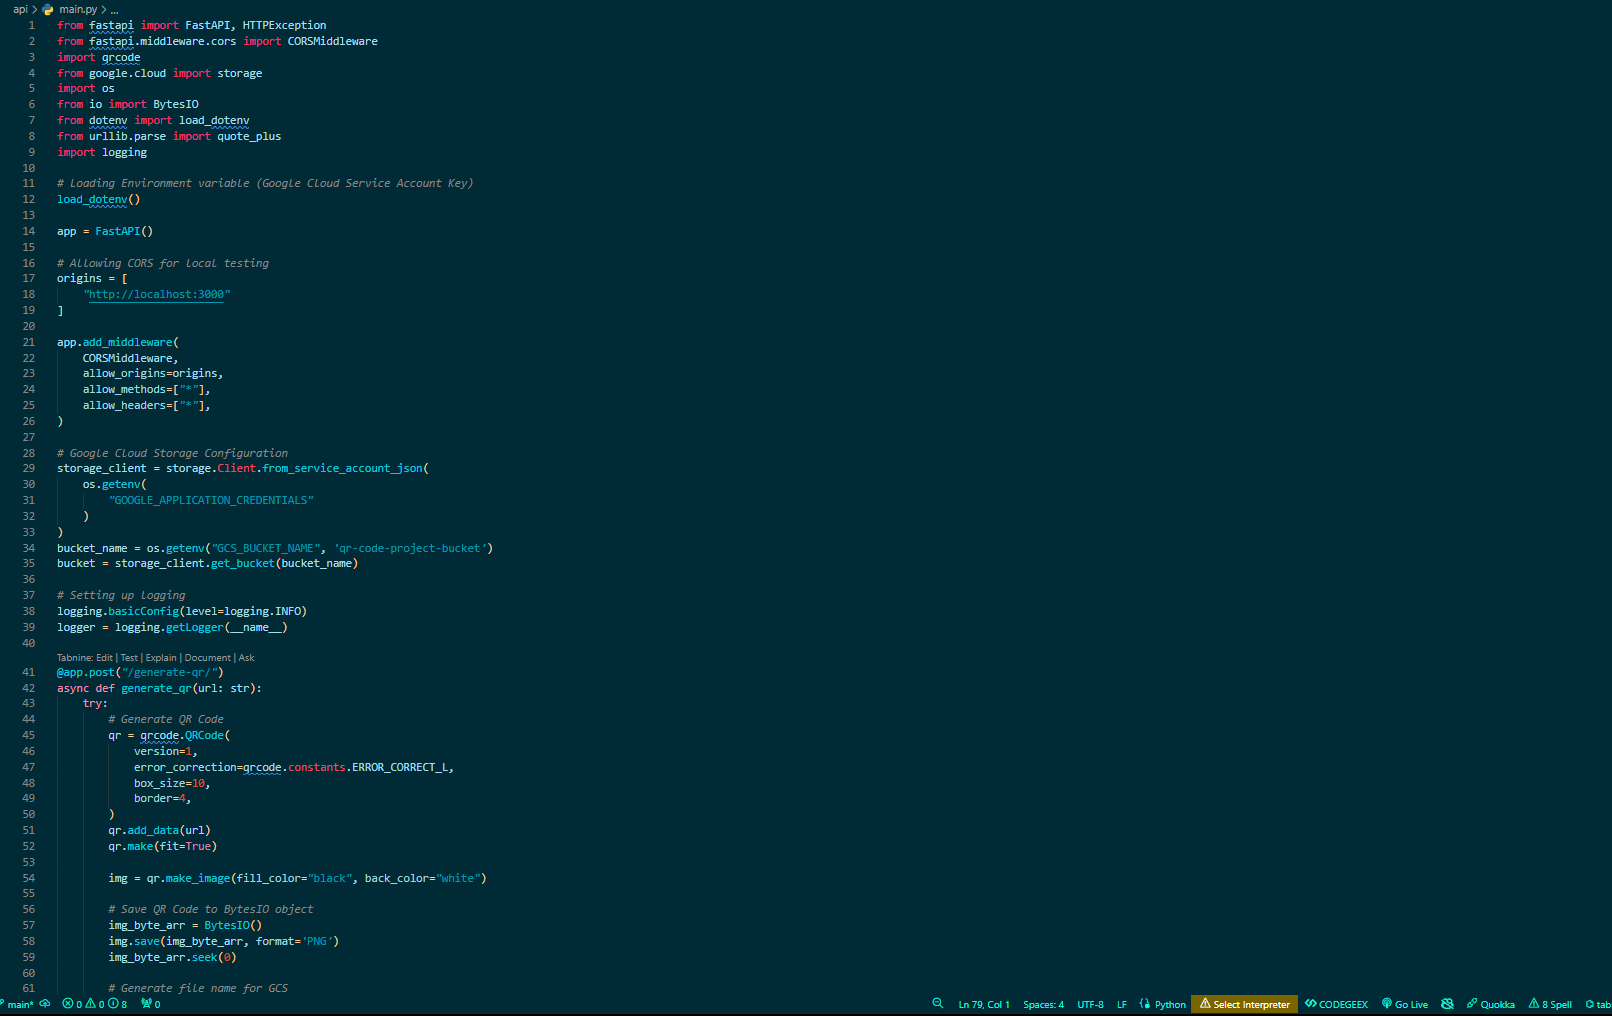 api > main.py > ...
1 from fastapi import FastAPI, HTTPException
2 from fastapi.middleware.cors import CORSMiddleware
3 import qrcode
4 from google.cloud import storage
5 import os
6 from io import BytesIO
7 from dotenv import load_dotenv
8 from urllib.parse import quote_plus
9 import logging
10
11 # Loading Environment variable (Google Cloud Service Account Key)
12 load_dotenv()
13
14 app = FastAPI()
15
16 # Allowing CORS for local testing
17 origins = [
18     "http://localhost:3000"
19 ]
20
21 app.add_middleware(
22     CORSMiddleware,
23     allow_origins=origins,
24     allow_methods=["*"],
25     allow_headers=["*"],
26 )
27
28 # Google Cloud Storage Configuration
29 storage_client = storage.Client.from_service_account_json(
30     os.getenv(
31         "GOOGLE_APPLICATION_CREDENTIALS"
32     )
33 )
34 bucket_name = os.getenv("GCS_BUCKET_NAME", 'qr-code-project-bucket')
35 bucket = storage_client.get_bucket(bucket_name)
36
37 # Setting up logging
38 logging.basicConfig(level=logging.INFO)
39 logger = logging.getLogger(__name__)
40
Tabnine: Edit | Test | Explain | Document | Ask
41 @app.post("/generate-qr/")
42 async def generate_qr(url: str):
43     try:
44         # Generate QR Code
45         qr = qrcode.QRCode(
46             version=1,
47             error_correction=qrcode.constants.ERROR_CORRECT_L,
48             box_size=10,
49             border=4,
50         )
51         qr.add_data(url)
52         qr.make(fit=True)
53
54         img = qr.make_image(fill_color="black", back_color="white")
55
56         # Save QR Code to BytesIO object
57         img_byte_arr = BytesIO()
58         img.save(img_byte_arr, format='PNG')
59         img_byte_arr.seek(0)
60
61         # Generate file name for GCS
main* 0 0 8 0 Ln 79, Col 1 Spaces: 4 UTF-8 LF Python Select Interpreter CODEGEEX Go Live Quokka 8 Spell tab